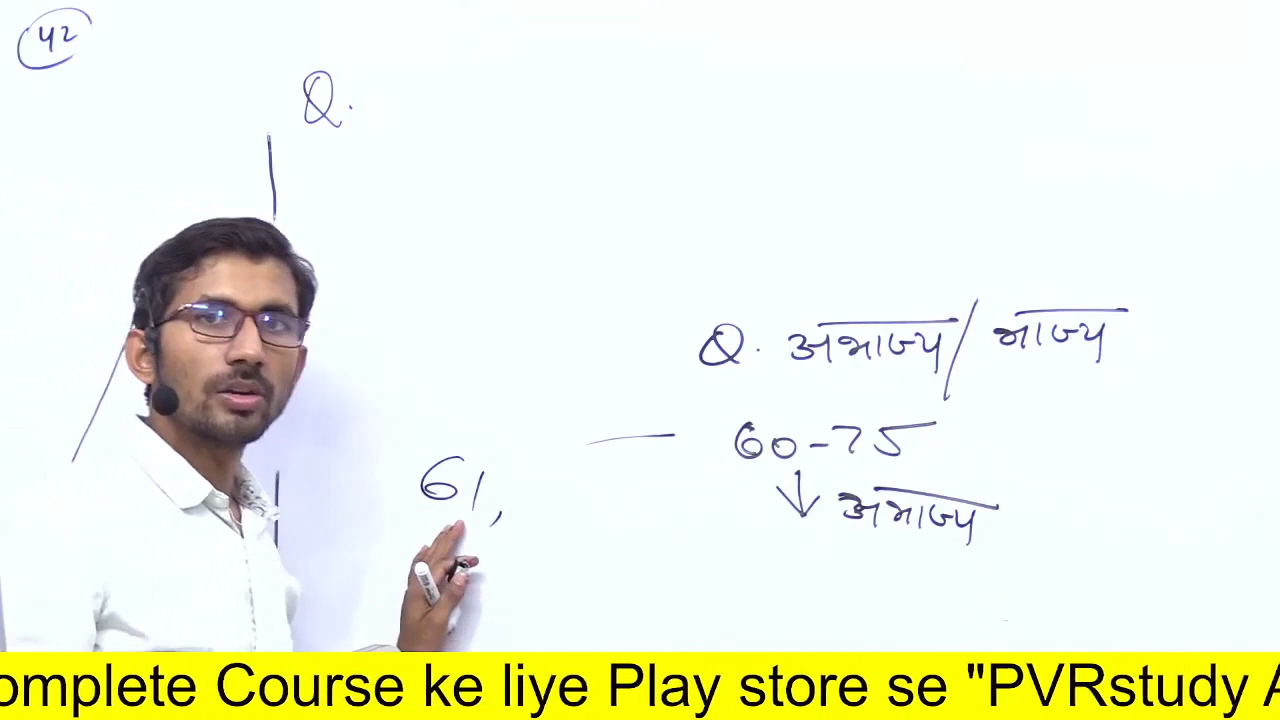 42
Q.
Q. अभाज्य / भाज्य
— 60-75
61,
↓ अभाज्य
omplete Course ke liye Play store se "PVRstudy A